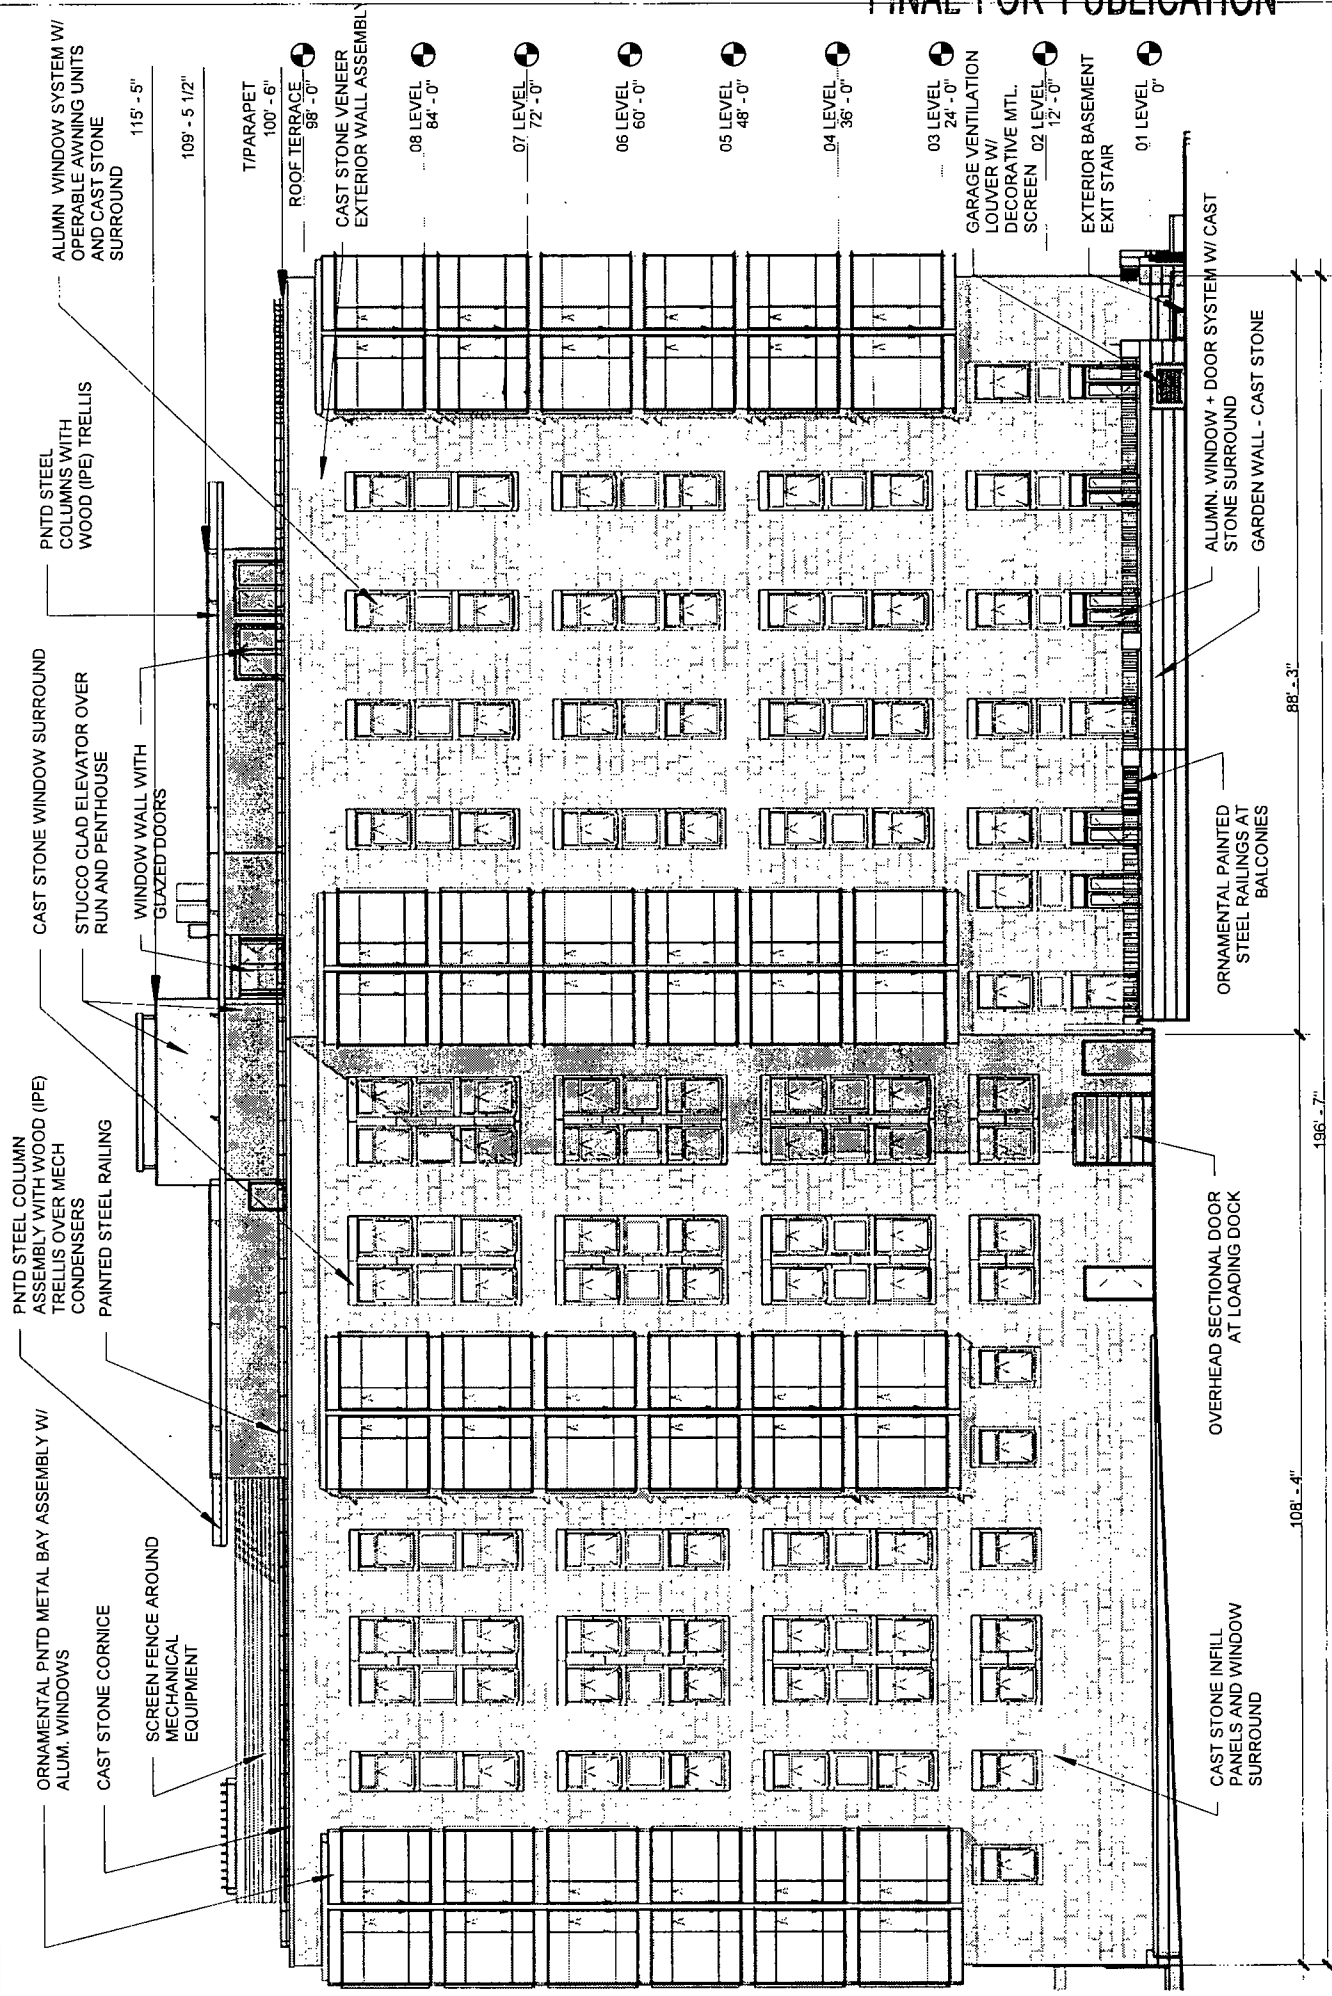 FINAL FOR PUBLICATION
ORNAMENTAL PNTD METAL BAY ASSEMBLY W/
ALUM. WINDOWS
CAST STONE CORNICE
SCREEN FENCE AROUND
MECHANICAL
EQUIPMENT
PNTD STEEL COLUMN
ASSEMBLY WITH WOOD (IPE)
TRELLIS OVER MECH
CONDENSERS
PAINTED STEEL RAILING
CAST STONE WINDOW SURROUND
STUCCO CLAD ELEVATOR OVER
RUN AND PENTHOUSE
WINDOW WALL WITH
GLAZED DOORS
PNTD STEEL
COLUMNS WITH
WOOD (IPE) TRELLIS
ALUMN WINDOW SYSTEM W/
OPERABLE AWNING UNITS
AND CAST STONE
SURROUND
115' - 5"
109' - 5 1/2"
T/PARAPET
100' - 6"
ROOF TERRACE
98' - 0"
CAST STONE VENEER
EXTERIOR WALL ASSEMBLY
08 LEVEL
84' - 0"
07 LEVEL
72' - 0"
06 LEVEL
60' - 0"
05 LEVEL
48' - 0"
04 LEVEL
36' - 0"
03 LEVEL
24' - 0"
GARAGE VENTILATION
LOUVER W/
DECORATIVE MTL.
SCREEN
02 LEVEL
12' - 0"
EXTERIOR BASEMENT
EXIT STAIR
01 LEVEL
0"
CAST STONE INFILL
PANELS AND WINDOW
SURROUND
OVERHEAD SECTIONAL DOOR
AT LOADING DOCK
ORNAMENTAL PAINTED
STEEL RAILINGS AT
BALCONIES
ALUMN. WINDOW + DOOR SYSTEM W/ CAST
STONE SURROUND
GARDEN WALL - CAST STONE
108' - 4"
88' - 3"
196' - 7"